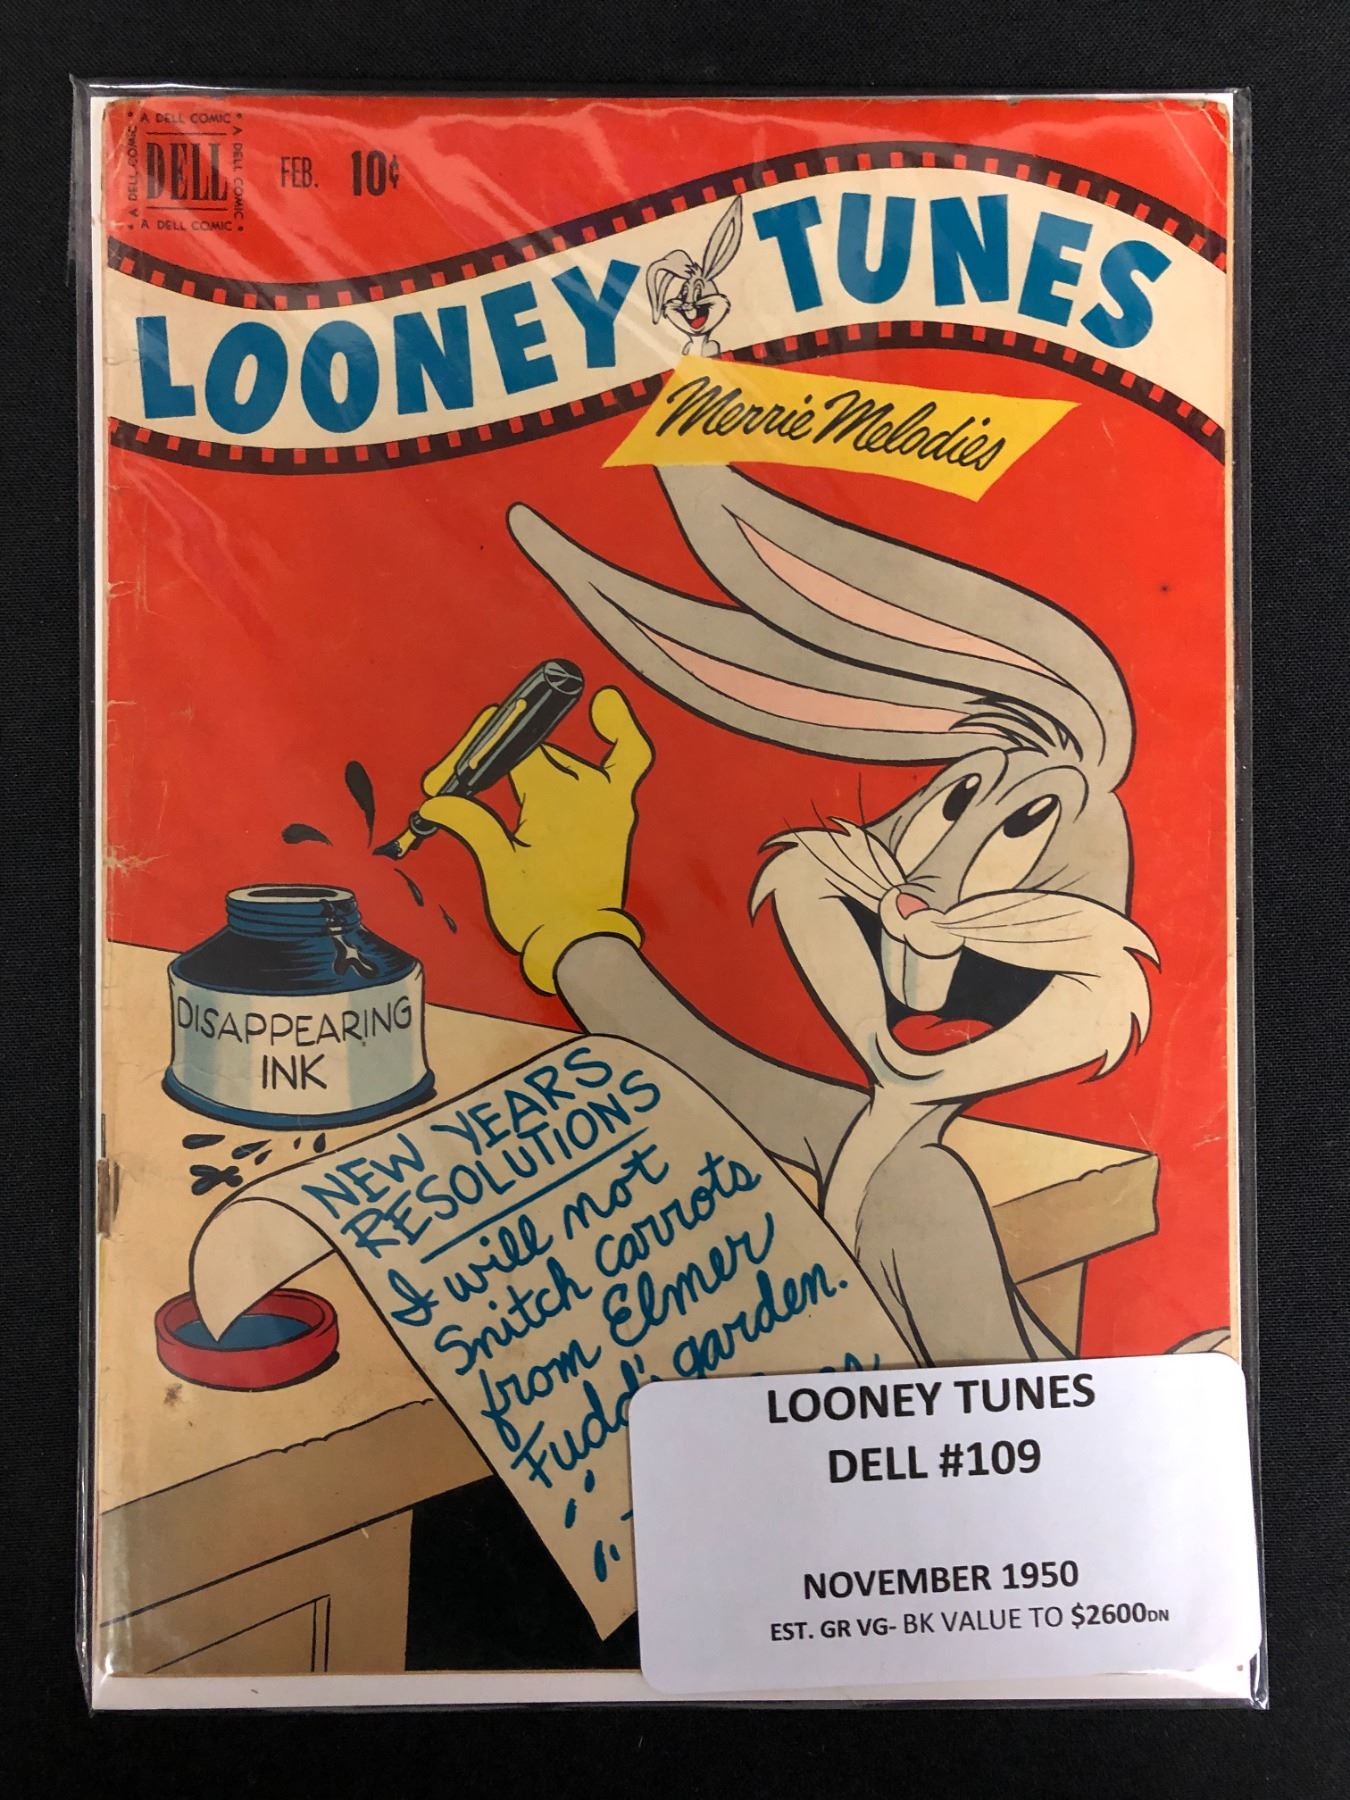 A DELL COMIC
A DELL COMIC
DELL
A DELL COMIC
A DELL COMIC
FEB. 10¢
LOONEY TUNES
Merrie Melodies
DISAPPEARING
INK
NEW YEARS
RESOLUTIONS
I will not
Snitch carrots
from Elmer
Fudd's garden.
LOONEY TUNES
DELL #109
NOVEMBER 1950
EST. GR VG- BK VALUE TO $2600DN